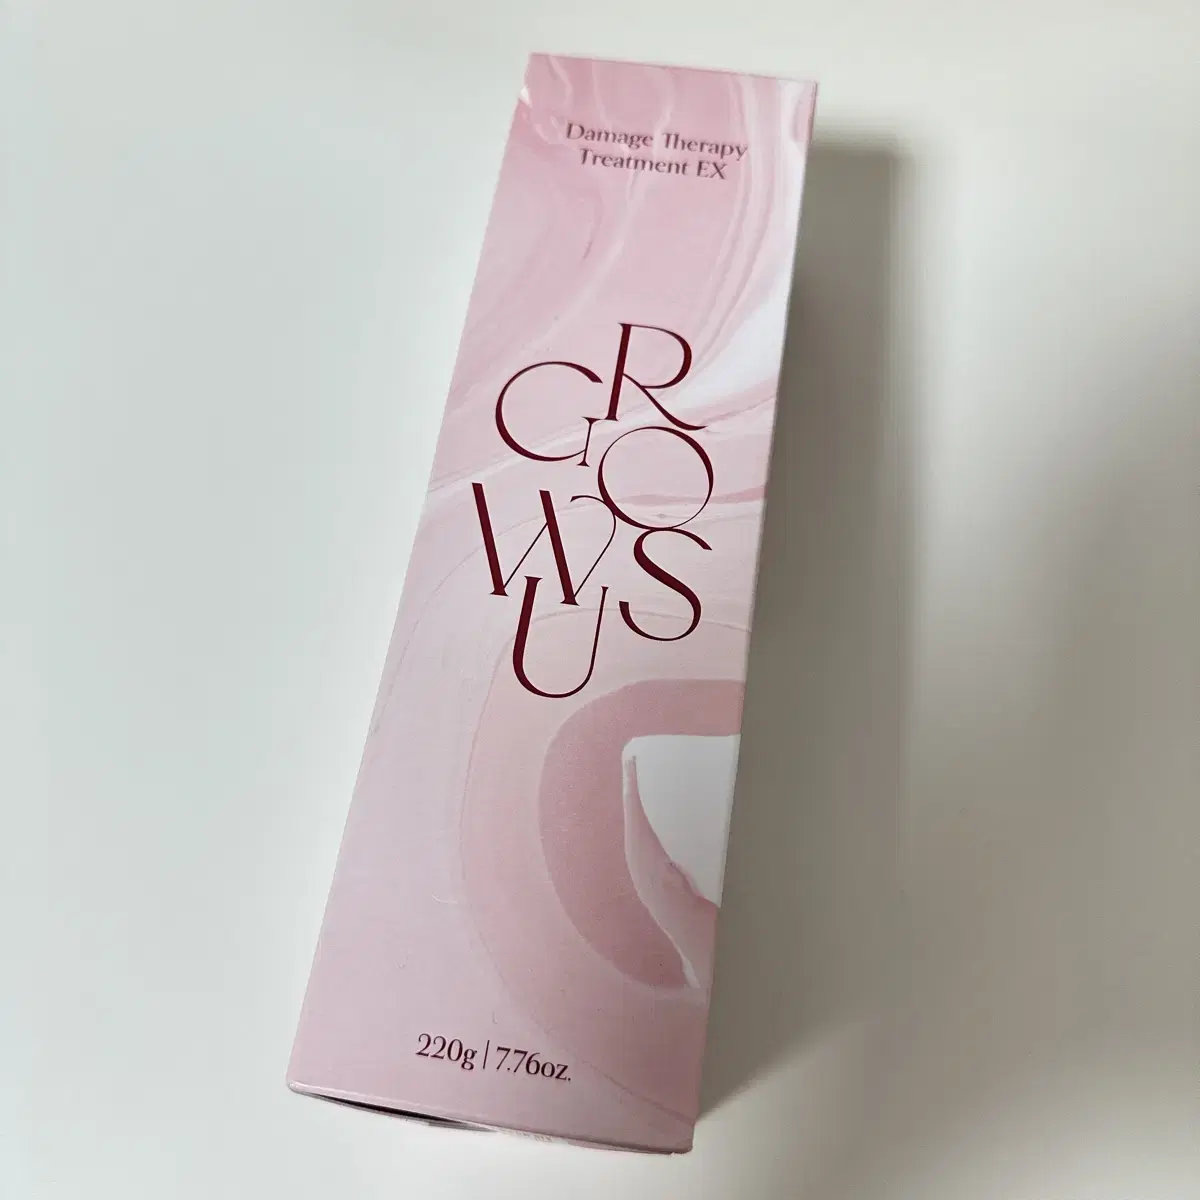 Damage Therapy
Treatment EX
GROWUS
220g | 7.76oz.